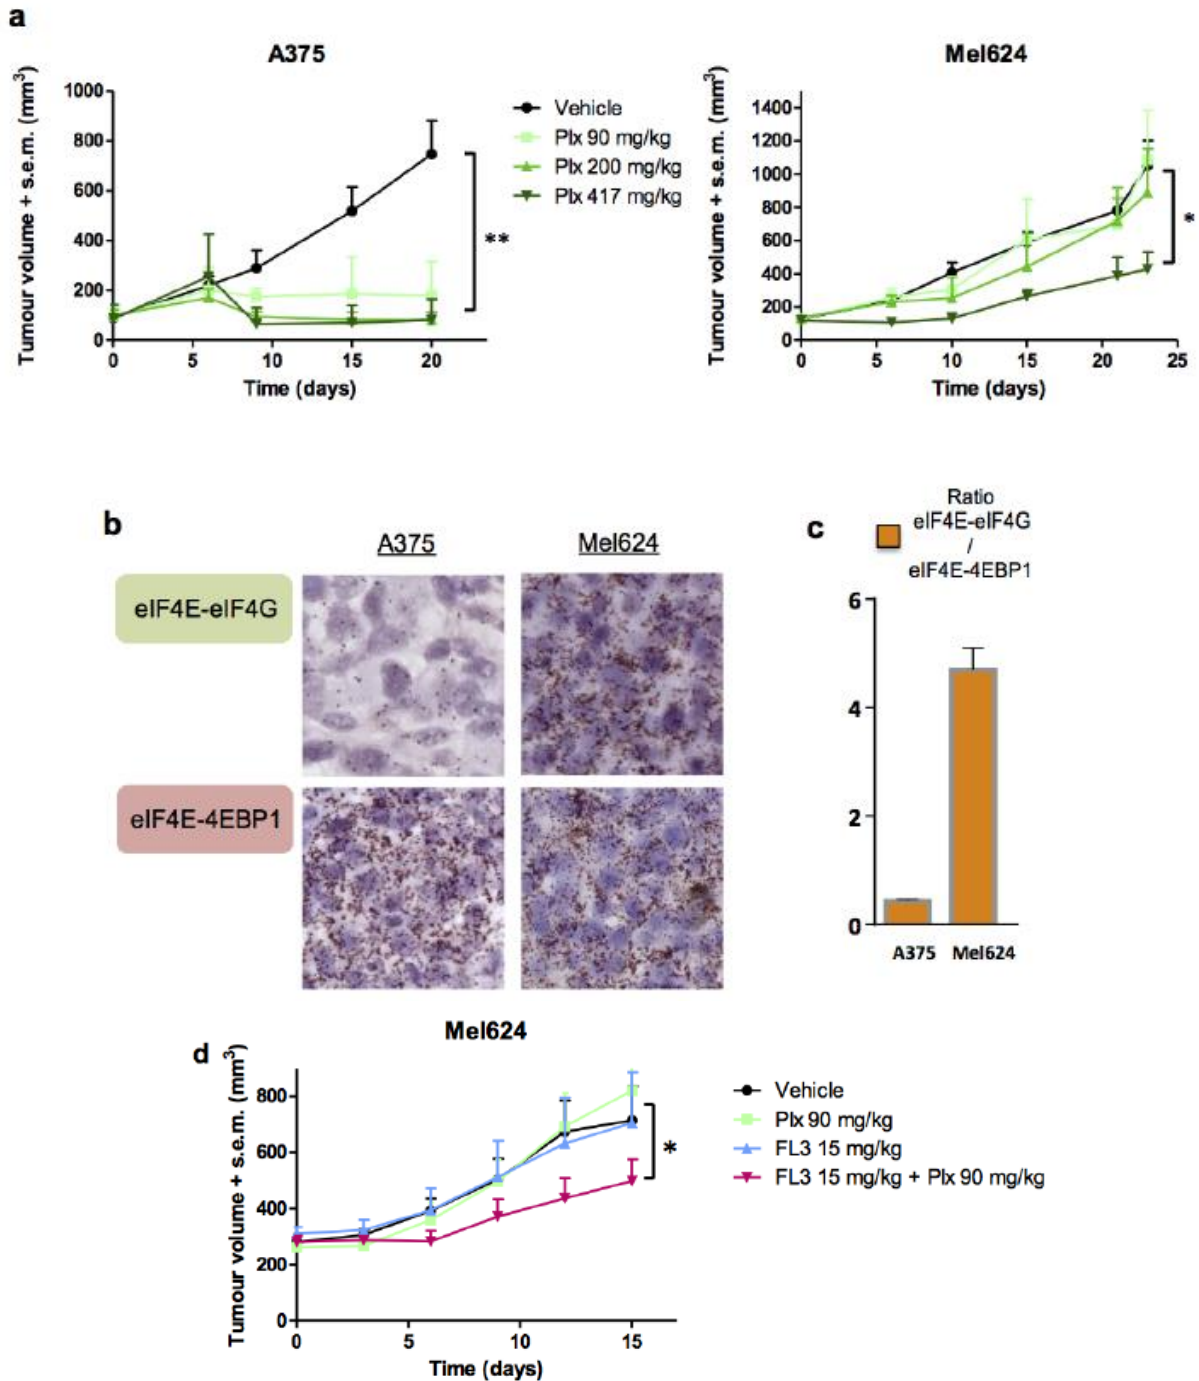 a
A375
Tumour volume + s.e.m. (mm3)
1000
800
600
400
200
0
0 5 10 15 20
Time (days)
**
Vehicle
Plx 90 mg/kg
Plx 200 mg/kg
Plx 417 mg/kg
Mel624
Tumour volume + s.e.m. (mm3)
1400
1200
1000
800
600
400
200
0
0 5 10 15 20 25
Time (days)
*
b
A375 Mel624
eIF4E-eIF4G
eIF4E-4EBP1
c
Ratio
eIF4E-eIF4G
/
eIF4E-4EBP1
6
4
2
0
A375 Mel624
d
Mel624
Tumour volume + s.e.m. (mm3)
800
600
400
200
0
0 5 10 15
Time (days)
*
Vehicle
Plx 90 mg/kg
FL3 15 mg/kg
FL3 15 mg/kg + Plx 90 mg/kg